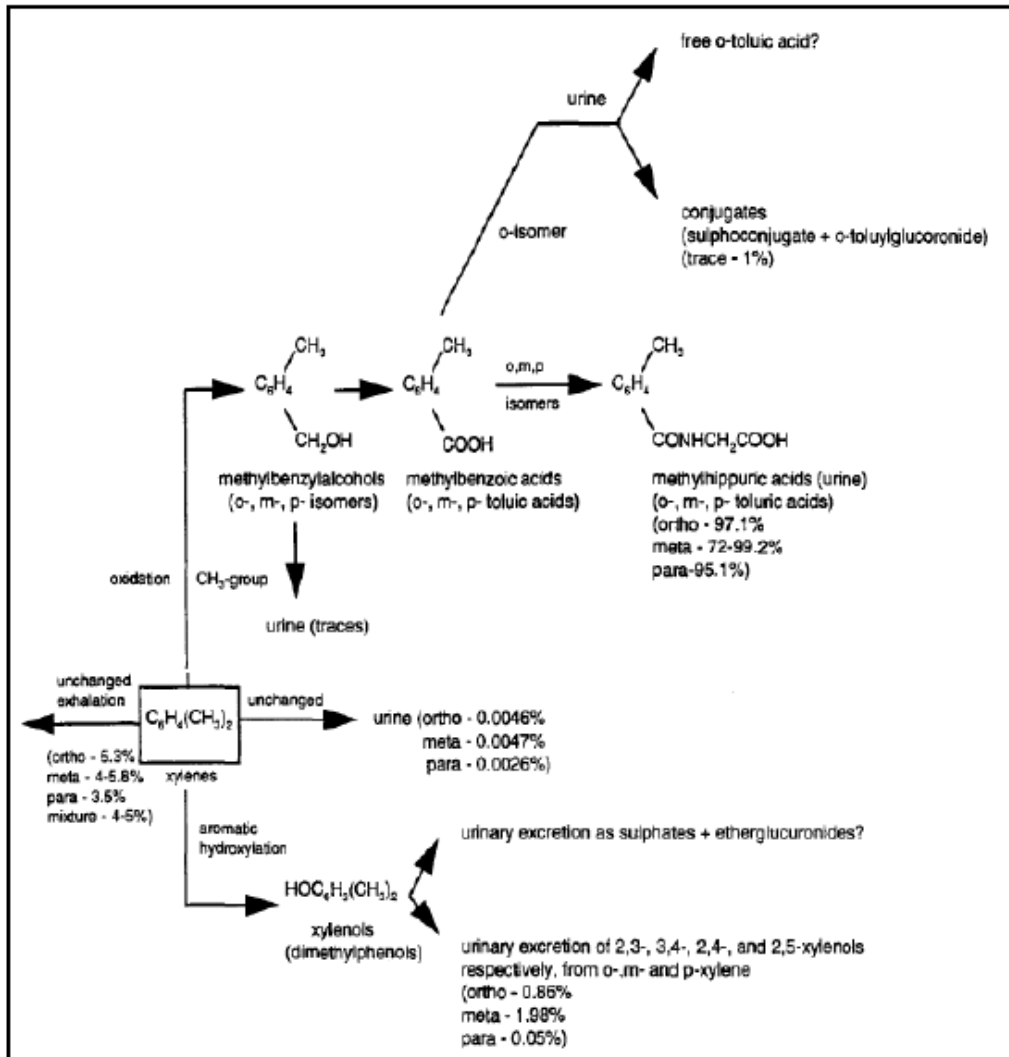 free o-toluic acid?
urine
conjugates
(sulphoconjugate + o-toluylglucoronide)
(trace - 1%)
o-isomer
CH₃
C₆H₄
CH₂OH
methylbenzylalcohols
(o-, m-, p- isomers)
CH₃
C₆H₄
COOH
methylbenzoic acids
(o-, m-, p- toluic acids)
o,m,p
isomers
CH₃
C₆H₄
CONHCH₂COOH
methylhippuric acids (urine)
(o-, m-, p- toluric acids)
(ortho - 97.1%
meta - 72-99.2%
para-95.1%)
oxidation
CH₃-group
urine (traces)
unchanged
exhalation
C₆H₄(CH₃)₂
xylenes
unchanged
urine (ortho - 0.0046%
meta - 0.0047%
para - 0.0026%)
(ortho - 5.3%
meta - 4-5.8%
para - 3.5%
mixture - 4-5%)
aromatic
hydroxylation
HOC₆H₃(CH₃)₂
xylenols
(dimethylphenols)
urinary excretion as sulphates + etherglucuronides?
urinary excretion of 2,3-, 3,4-, 2,4-, and 2,5-xylenols
respectively, from o-,m- and p-xylene
(ortho - 0.86%
meta - 1.98%
para - 0.05%)